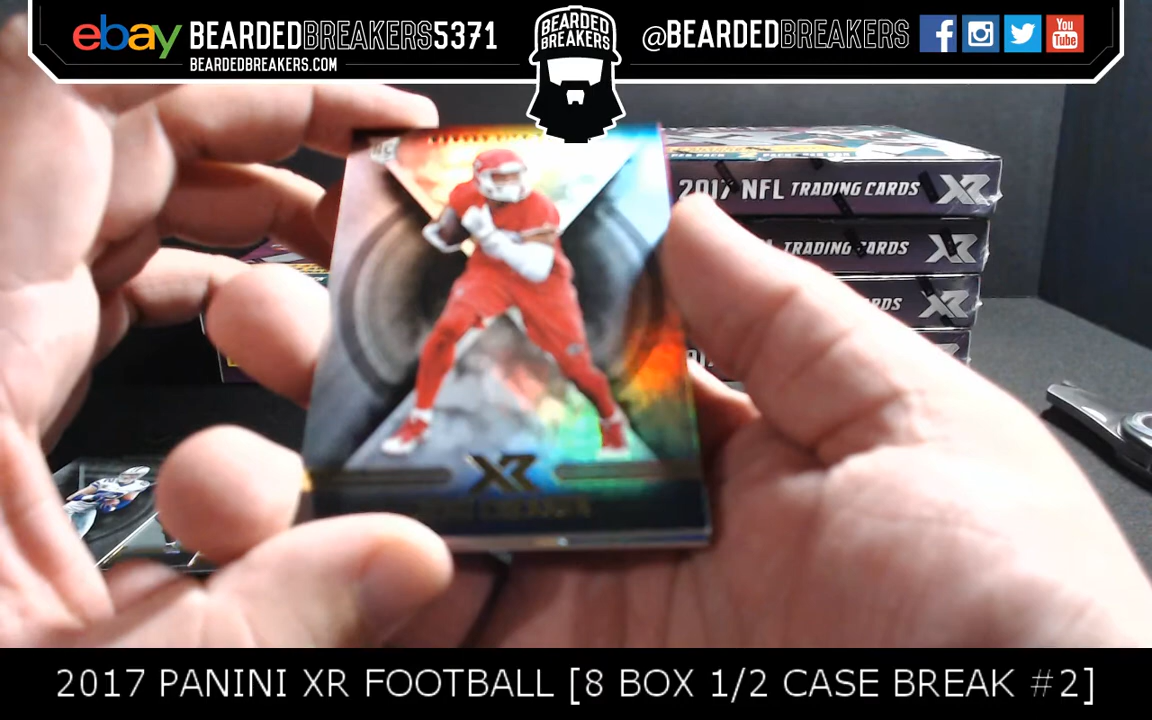 ebay BEARDEDBREAKERS5371
BEARDEDBREAKERS.COM
BEARDED
BREAKERS
@BEARDEDBREAKERS
You
Tube
2017 NFL TRADING CARDS XR
TRADING CARDS XR
XR
XR
2017 PANINI XR FOOTBALL [8 BOX 1/2 CASE BREAK #2]